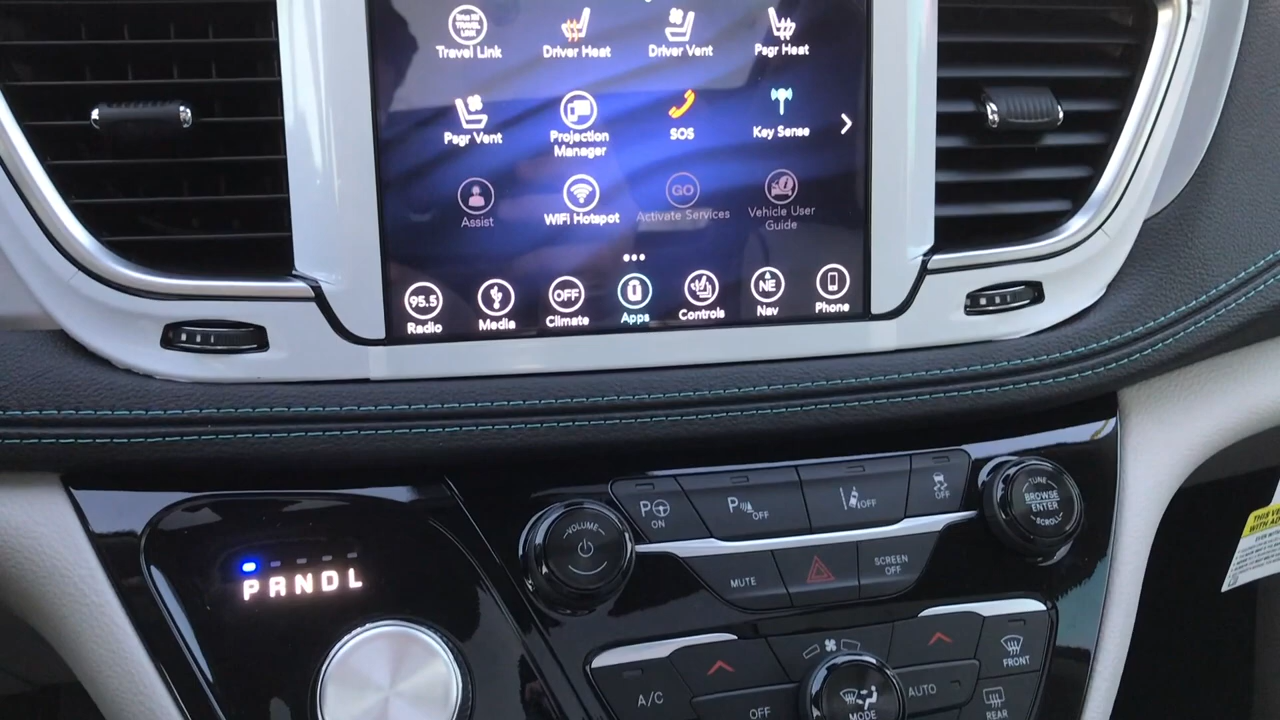 Travel Link
Driver Heat
Driver Vent
Psgr Heat
Psgr Vent
Projection
Manager
SOS
Key Sense
Assist
WiFi Hotspot
GO
Activate Services
Vehicle User
Guide
95.5
Radio
Media
OFF
Climate
Apps
Controls
NE
Nav
Phone
P R N D L
VOLUME
P
ON
P OFF
OFF
OFF
TUNE
BROWSE
ENTER
SCROLL
MUTE
SCREEN
OFF
A/C
OFF
MODE
AUTO
FRONT
REAR